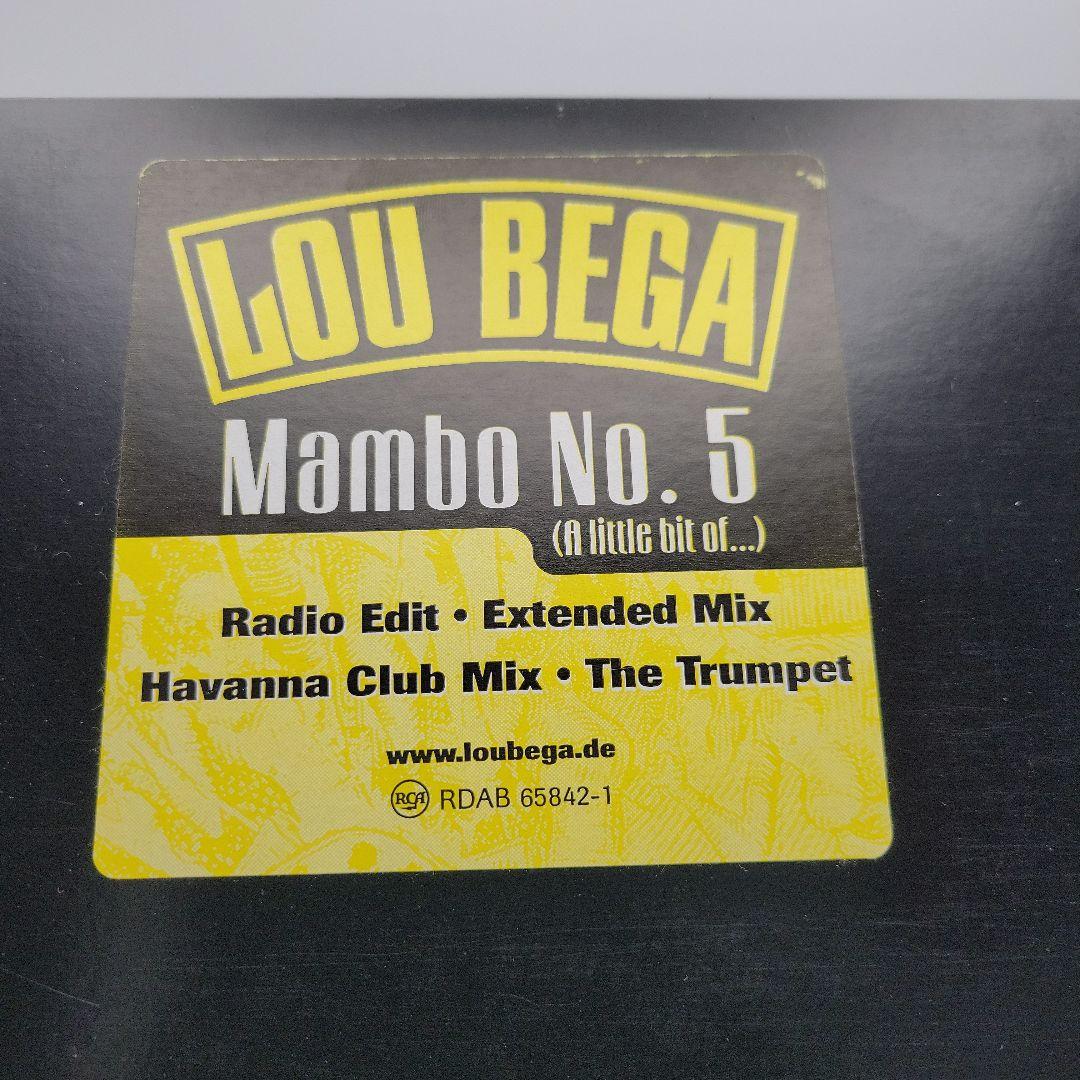 LOU BEGA
Mambo No. 5
(A little bit of...)
Radio Edit • Extended Mix
Havanna Club Mix • The Trumpet
www.loubega.de
RCA RDAB 65842-1